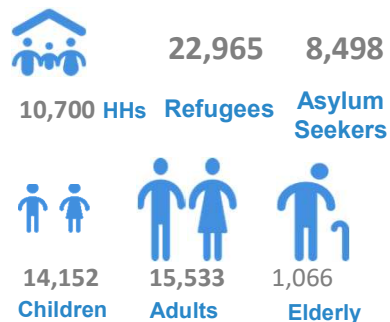 22,965 8,498
10,700 HHs Refugees Asylum
Seekers
14,152 15,533 1,066
Children Adults Elderly